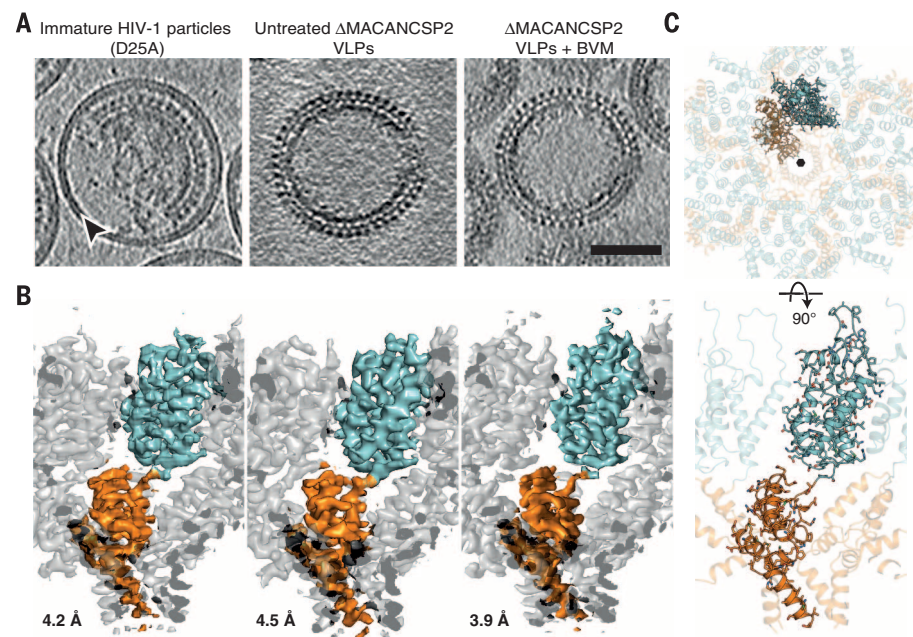 A
Immature HIV-1 particles
(D25A)
Untreated ΔMACANCSP2
VLPs
ΔMACANCSP2
VLPs + BVM
C
90°
B
4.2 Å
4.5 Å
3.9 Å